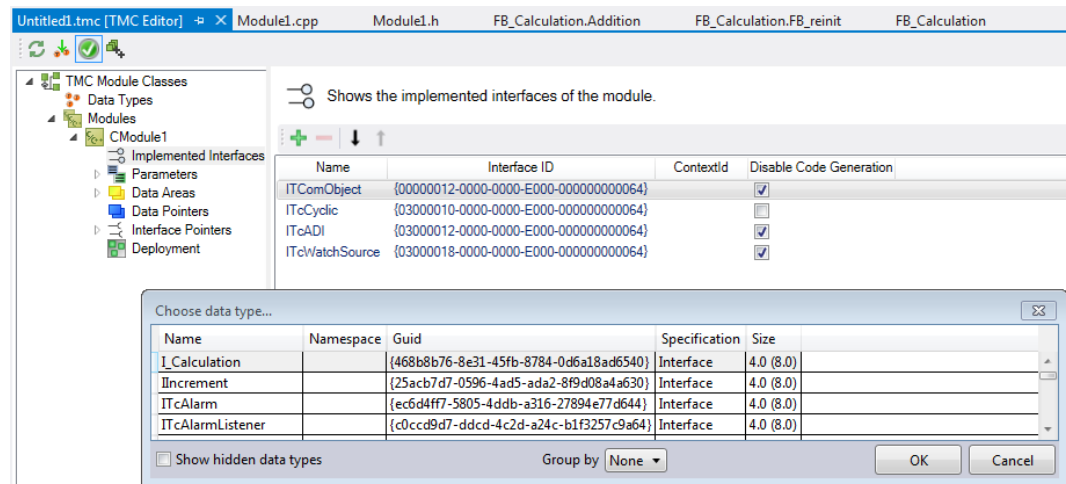 Untitled1.tmc [TMC Editor] Module1.cpp Module1.h FB_Calculation.Addition FB_Calculation.FB_reinit FB_Calculation
TMC Module Classes
Data Types
Modules
CModule1
Implemented Interfaces
Parameters
Data Areas
Data Pointers
Interface Pointers
Deployment
Shows the implemented interfaces of the module.
Name Interface ID ContextId Disable Code Generation
ITComObject {00000012-0000-0000-E000-000000000064}
ITcCyclic {03000010-0000-0000-E000-000000000064}
ITcADI {03000012-0000-0000-E000-000000000064}
ITcWatchSource {03000018-0000-0000-E000-000000000064}
Choose data type...
Name Namespace Guid Specification Size
I_Calculation {468b8b76-8e31-45fb-8784-0d6a18ad6540} Interface 4.0 (8.0)
IIncrement {25acb7d7-0596-4ad5-ada2-8f9d08a4a630} Interface 4.0 (8.0)
ITcAlarm {ec6d4ff7-5805-4ddb-a316-27894e77d644} Interface 4.0 (8.0)
ITcAlarmListener {c0ccd9d7-ddcd-4c2d-a24c-b1f3257c9a64} Interface 4.0 (8.0)
Show hidden data types Group by None OK Cancel